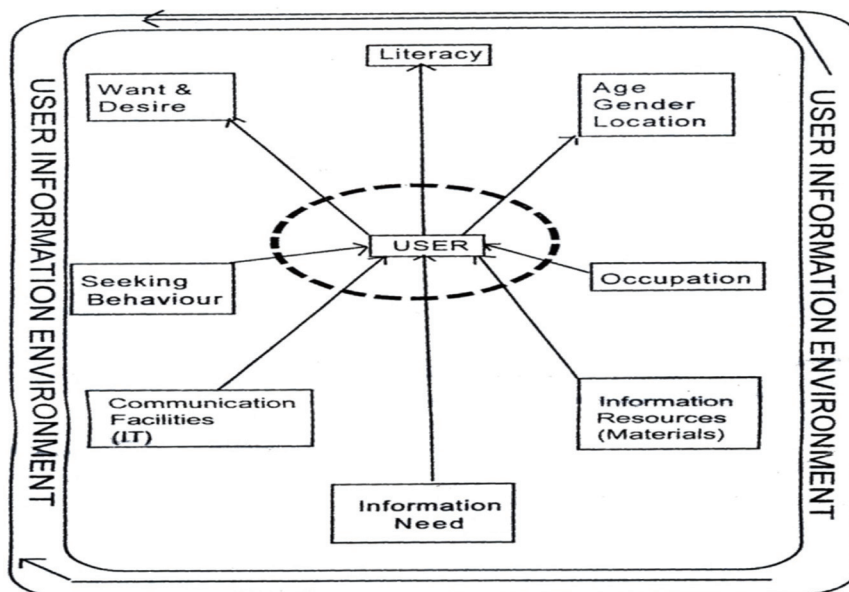 Literacy
Want &
Desire
Age
Gender
Location
USER INFORMATION ENVIRONMENT
USER INFORMATION ENVIRONMENT
USER
Seeking
Behaviour
Occupation
Communication
Facilities
(IT)
Information
Resources
(Materials)
Information
Need